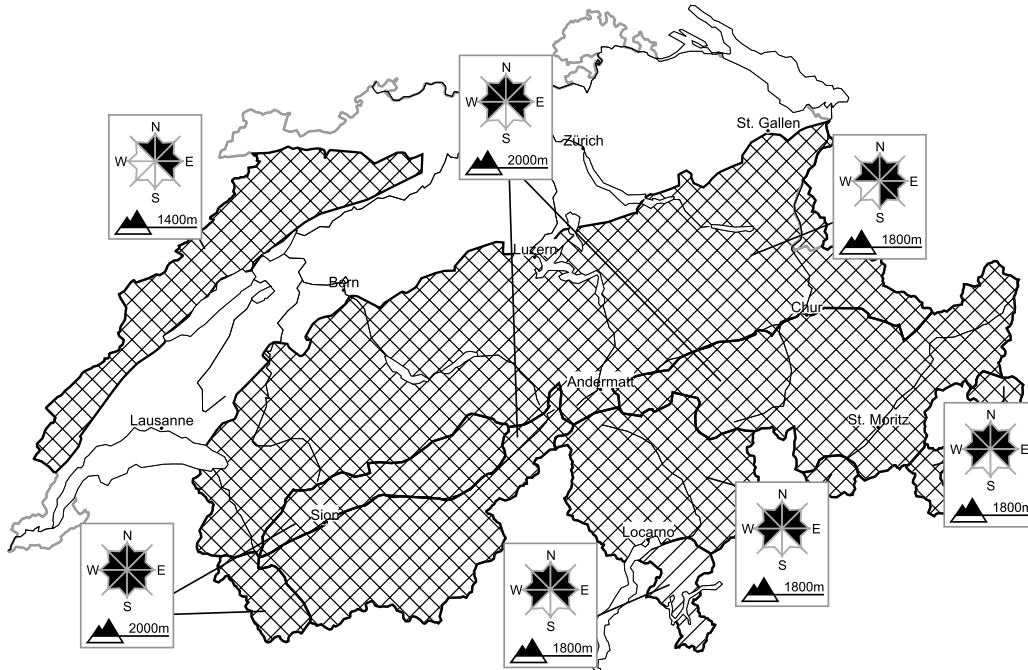 N
W E
S
2000m
St. Gallen
Zürich
N
W E
S
1400m
N
W E
S
1800m
Luzern
Bern
Chur
Andermatt
Lausanne
St. Moritz
N
W E
S
1800m
Sion
Locarno
N
W E
S
1800m
N
W E
S
2000m
N
W E
S
1800m